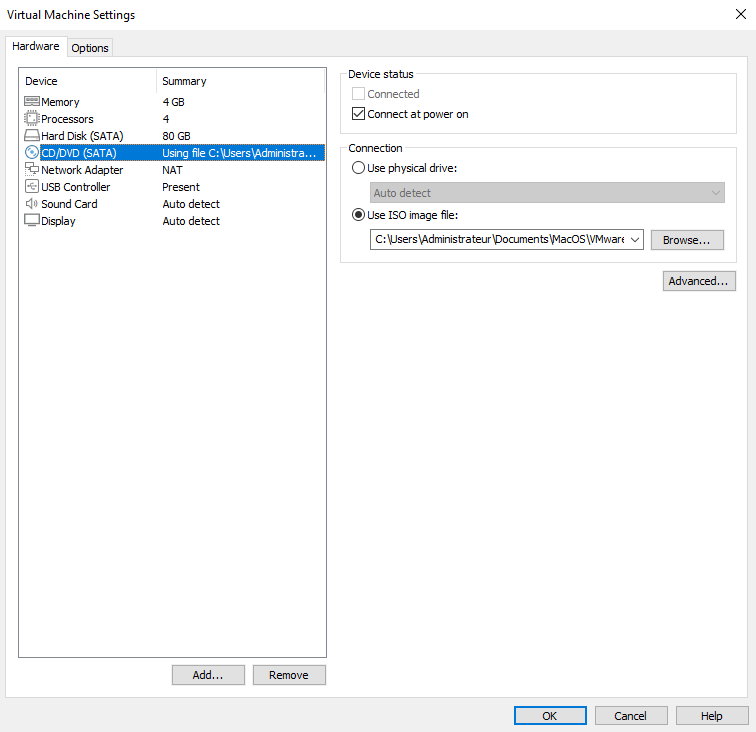 Virtual Machine Settings
Hardware Options
Device Summary
Memory 4 GB
Processors 4
Hard Disk (SATA) 80 GB
CD/DVD (SATA) Using file C:\Users\Administra...
Network Adapter NAT
USB Controller Present
Sound Card Auto detect
Display Auto detect
Add... Remove
Device status
Connected
Connect at power on
Connection
Use physical drive:
Auto detect
Use ISO image file:
C:\Users\Administrateur\Documents\MacOS\VMware Browse...
Advanced...
OK Cancel Help